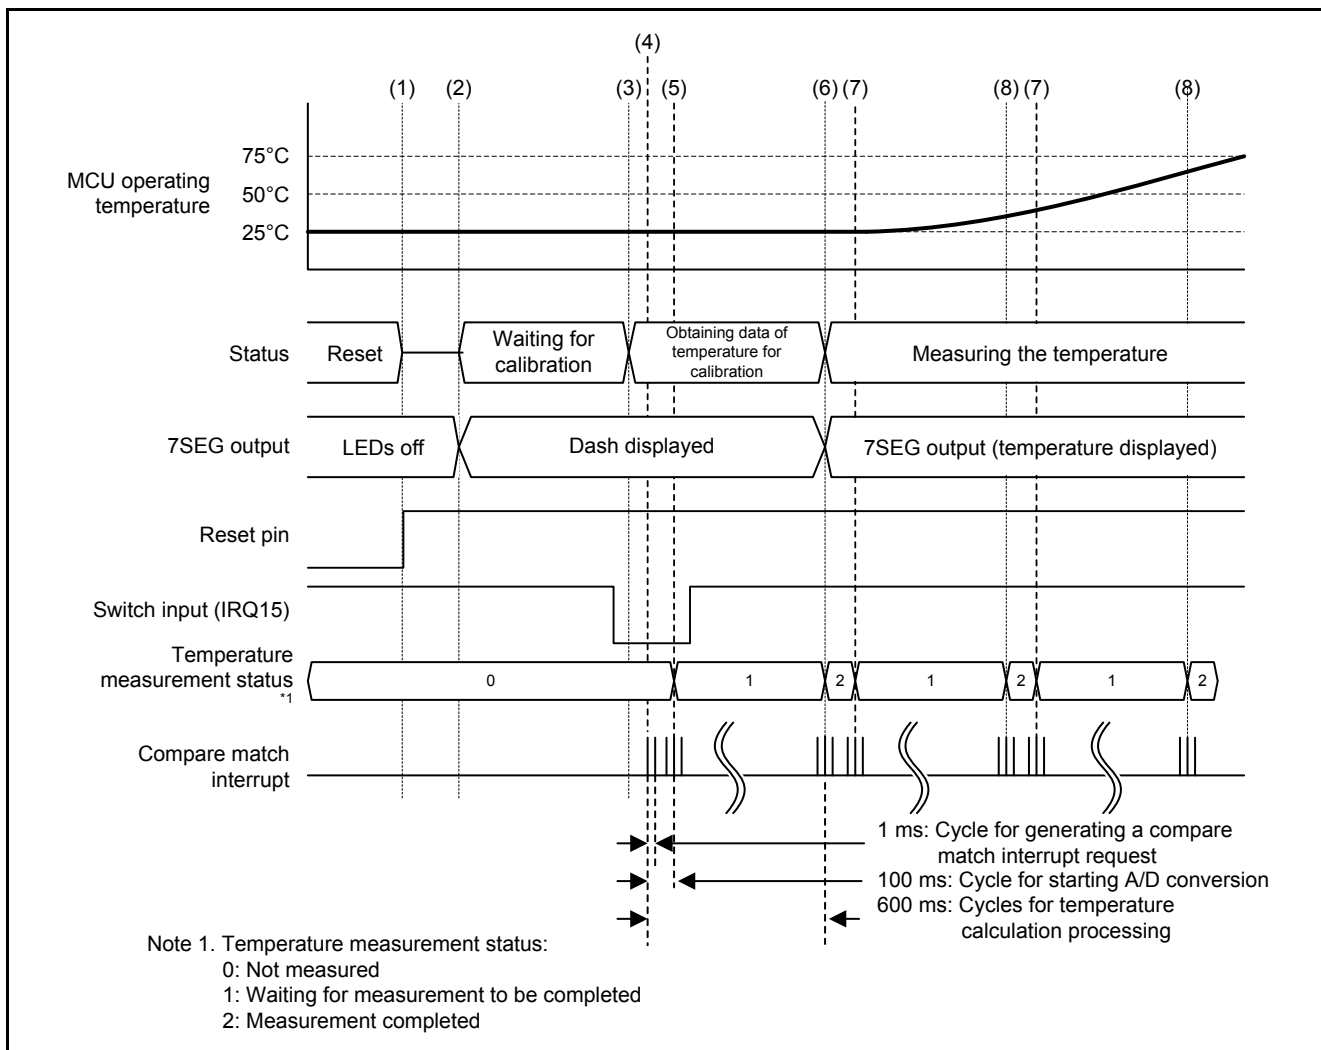 (4)
(1) (2) (3) (5) (6) (7) (8) (7) (8)
75°C
MCU operating
temperature
50°C
25°C
Status
Reset
Waiting for
calibration
Obtaining data of
temperature for
calibration
Measuring the temperature
7SEG output
LEDs off
Dash displayed
7SEG output (temperature displayed)
Reset pin
Switch input (IRQ15)
Temperature
measurement status
*1
0 1 2 1 2 1 2
Compare match
interrupt
1 ms: Cycle for generating a compare
match interrupt request
100 ms: Cycle for starting A/D conversion
600 ms: Cycles for temperature
calculation processing
Note 1. Temperature measurement status:
0: Not measured
1: Waiting for measurement to be completed
2: Measurement completed